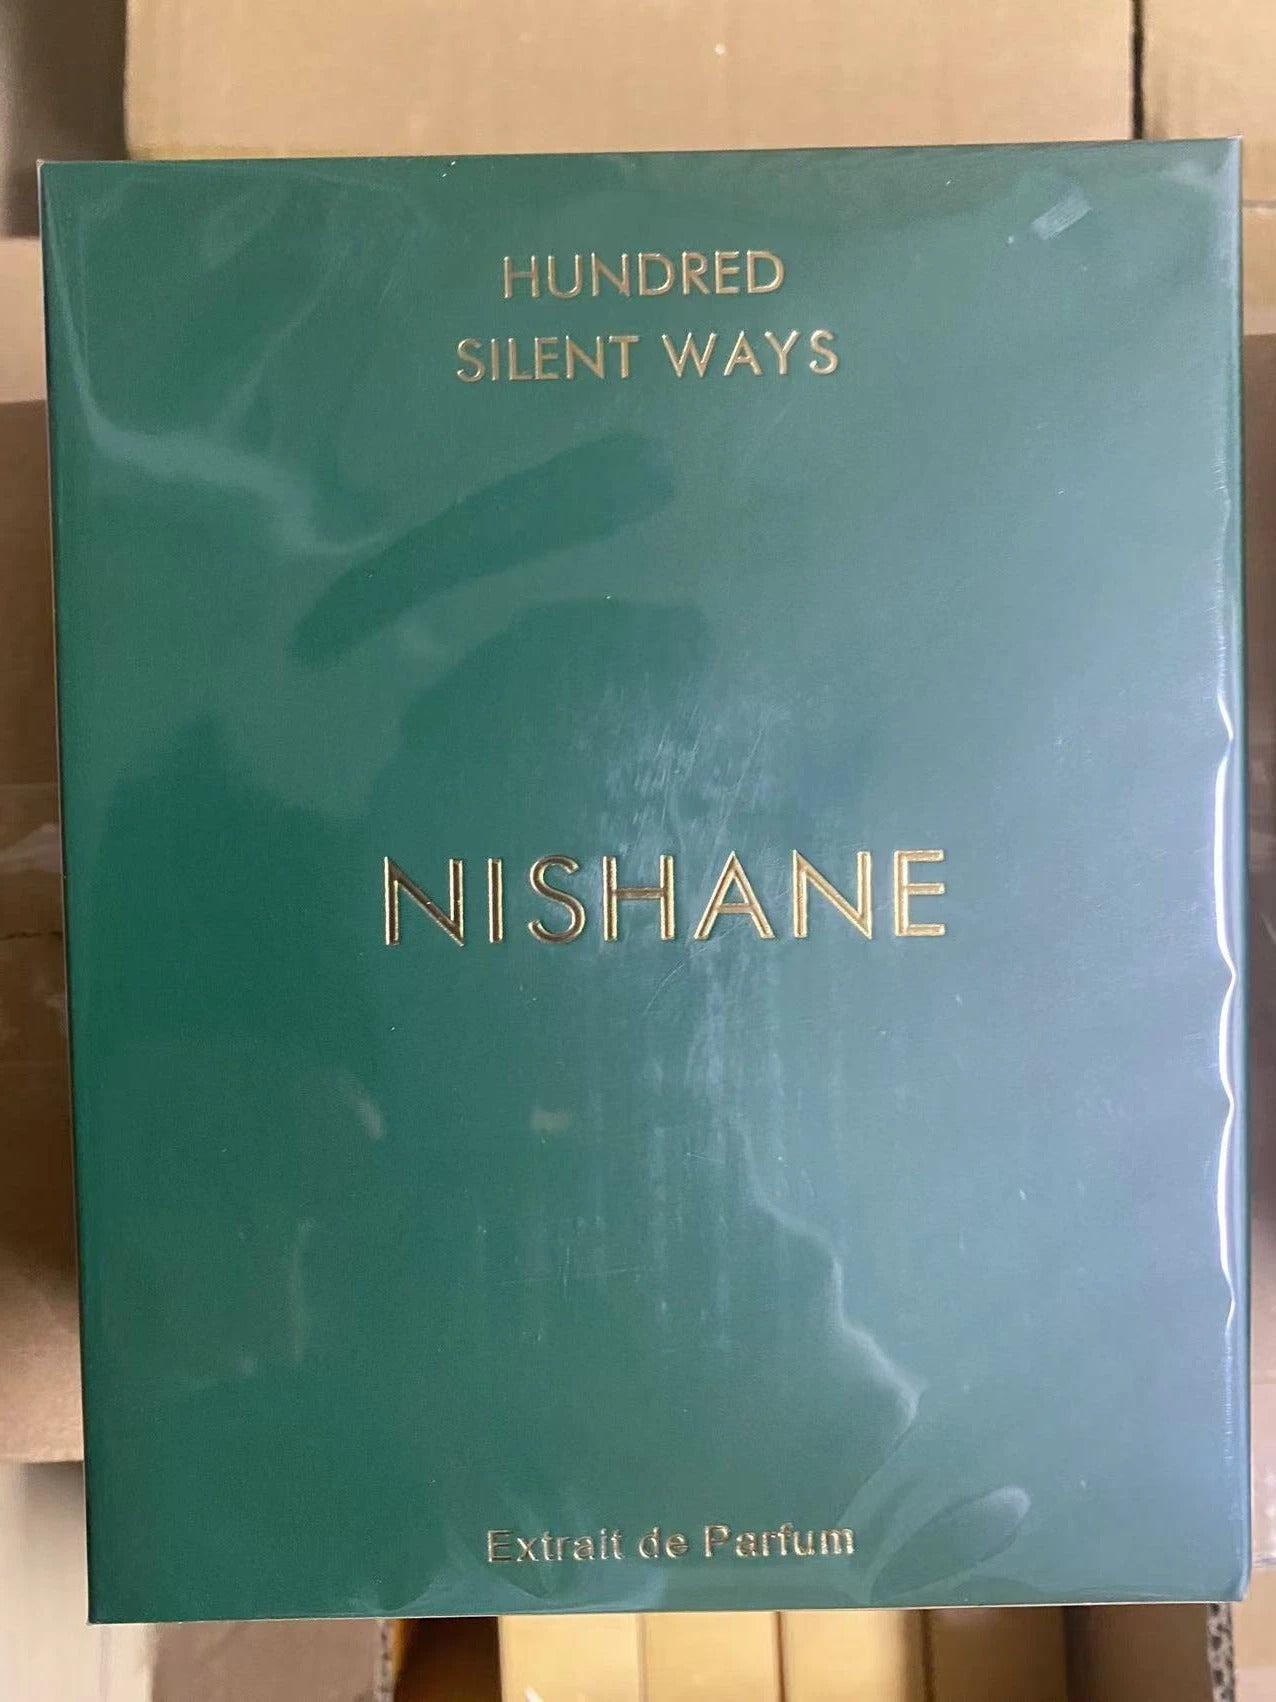 HUNDRED
SILENT WAYS
NISHANE
Extrait de Parfum